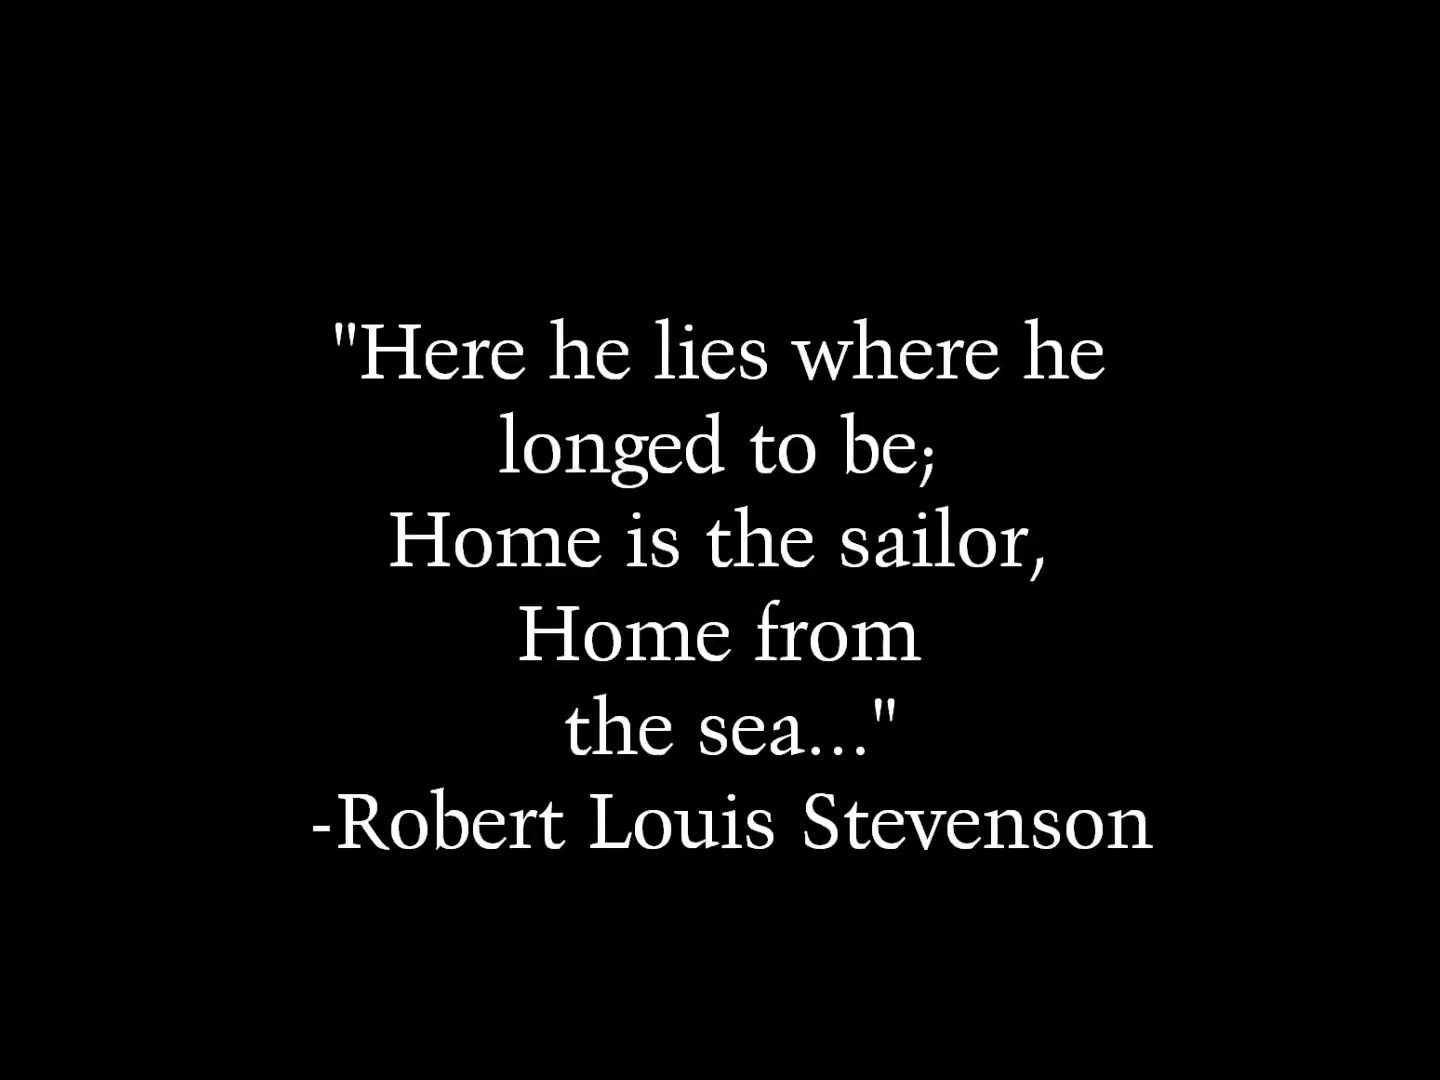 "Here he lies where he
longed to be;
Home is the sailor,
Home from
the sea..."
-Robert Louis Stevenson